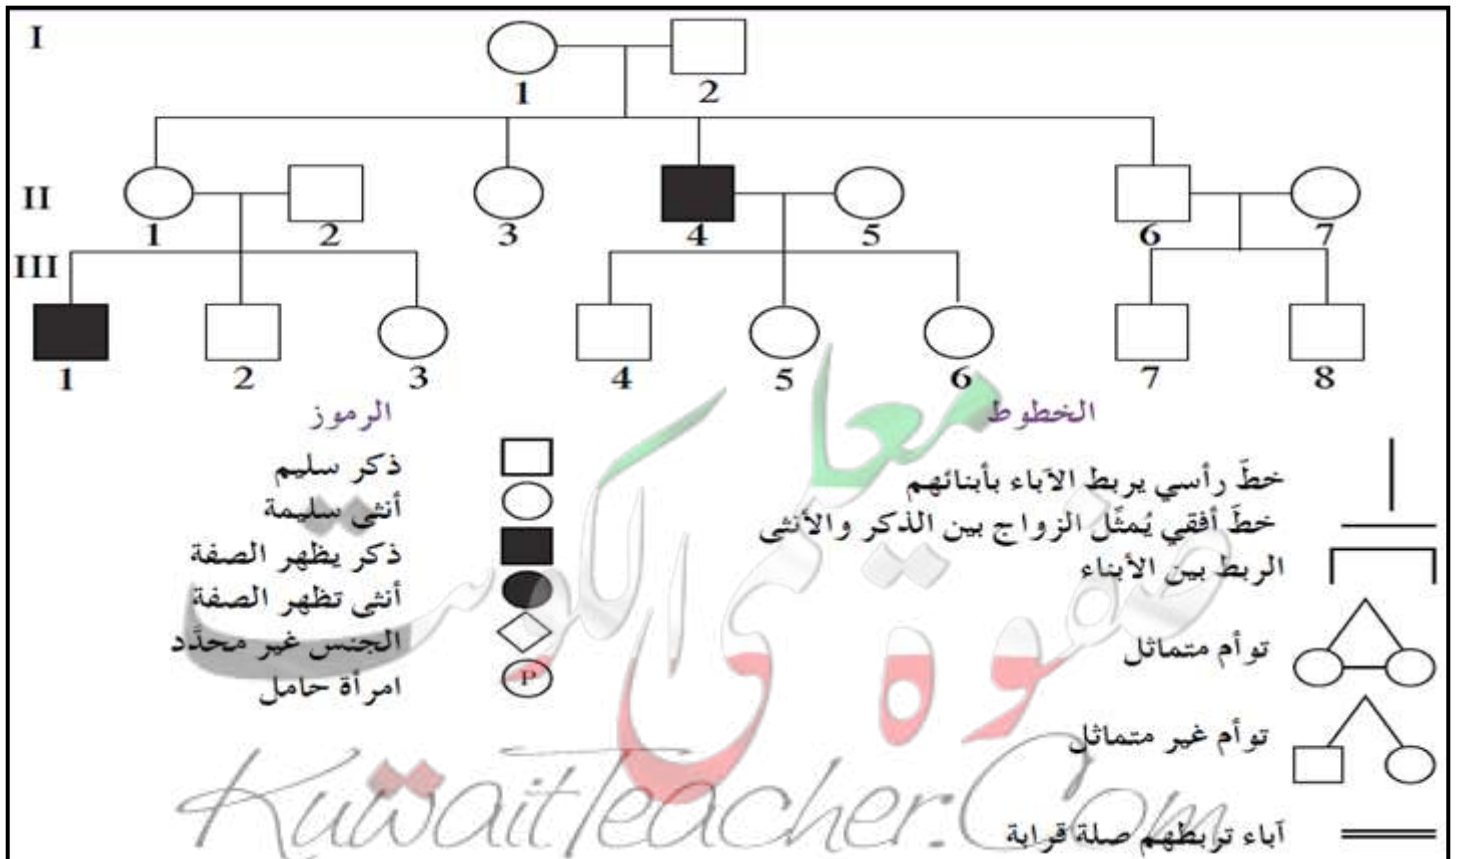 I
1 2
II
1 2 3 4 5 6 7
III
1 2 3 4 5 6 7 8
الرموز
ذكر سليم
أنثى سليمة
ذكر يظهر الصفة
أنثى تظهر الصفة
الجنس غير محدَّد
P
امرأة حامل
الخطوط
خطّ رأسي يربط الآباء بأبنائهم
خطّ أفقي يُمثّل الزواج بين الذكر والأنثى
الربط بين الأبناء
توأم متماثل
توأم غير متماثل
آباء تربطهم صلة قرابة
صفوة معلمى الكويت
KuwaitTeacher.Com